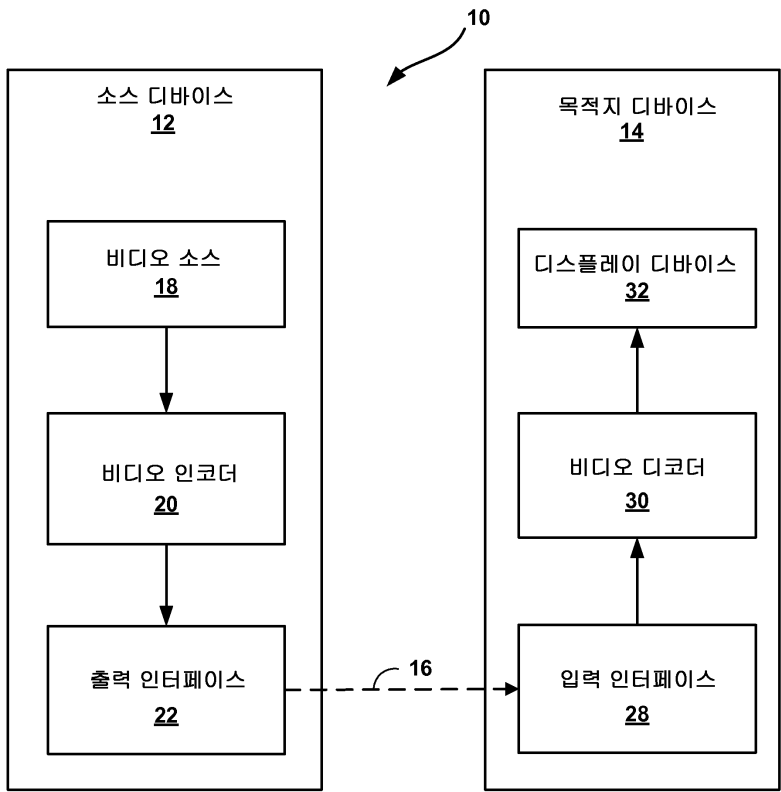 10
소스 디바이스
12
비디오 소스
18
비디오 인코더
20
출력 인터페이스
22
16
목적지 디바이스
14
디스플레이 디바이스
32
비디오 디코더
30
입력 인터페이스
28